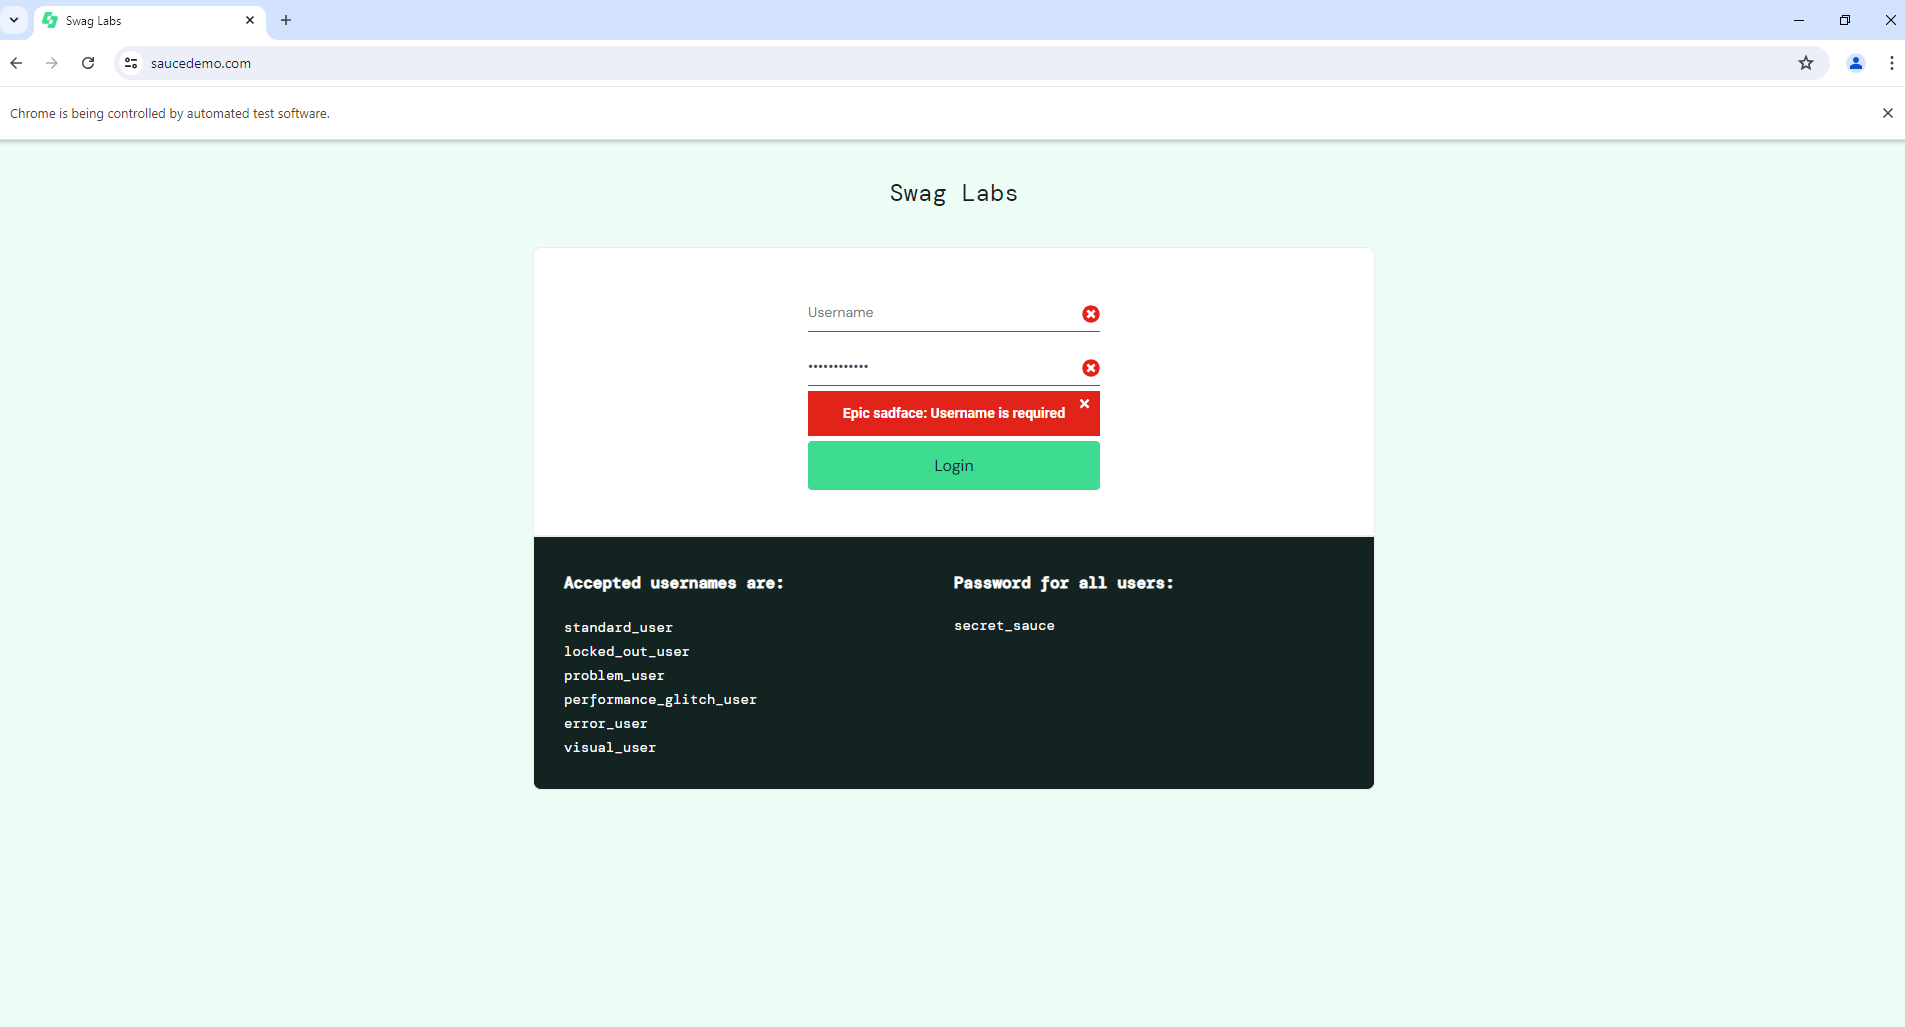 Swag Labs
saucedemo.com
Chrome is being controlled by automated test software.
Swag Labs
Username
••••••••••••
Epic sadface: Username is required
Login
Accepted usernames are:
standard_user
locked_out_user
problem_user
performance_glitch_user
error_user
visual_user
Password for all users:
secret_sauce